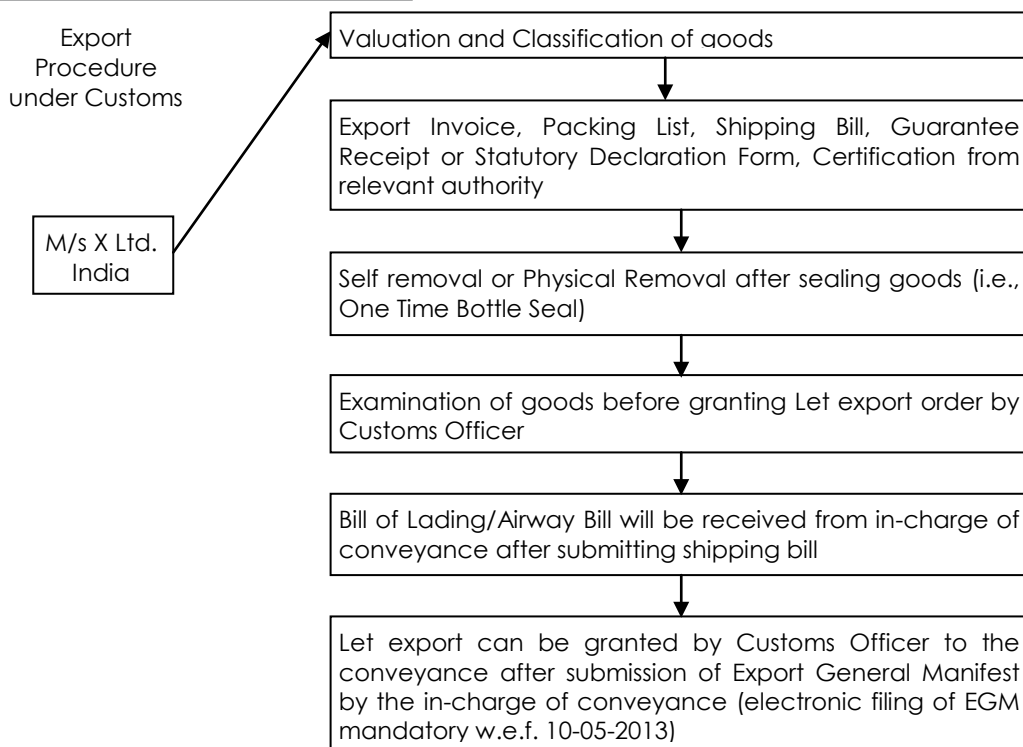 Export
Procedure
under Customs
M/s X Ltd.
India
Valuation and Classification of goods
Export Invoice, Packing List, Shipping Bill, Guarantee
Receipt or Statutory Declaration Form, Certification from
relevant authority
Self removal or Physical Removal after sealing goods (i.e.,
One Time Bottle Seal)
Examination of goods before granting Let export order by
Customs Officer
Bill of Lading/Airway Bill will be received from in-charge of
conveyance after submitting shipping bill
Let export can be granted by Customs Officer to the
conveyance after submission of Export General Manifest
by the in-charge of conveyance (electronic filing of EGM
mandatory w.e.f. 10-05-2013)